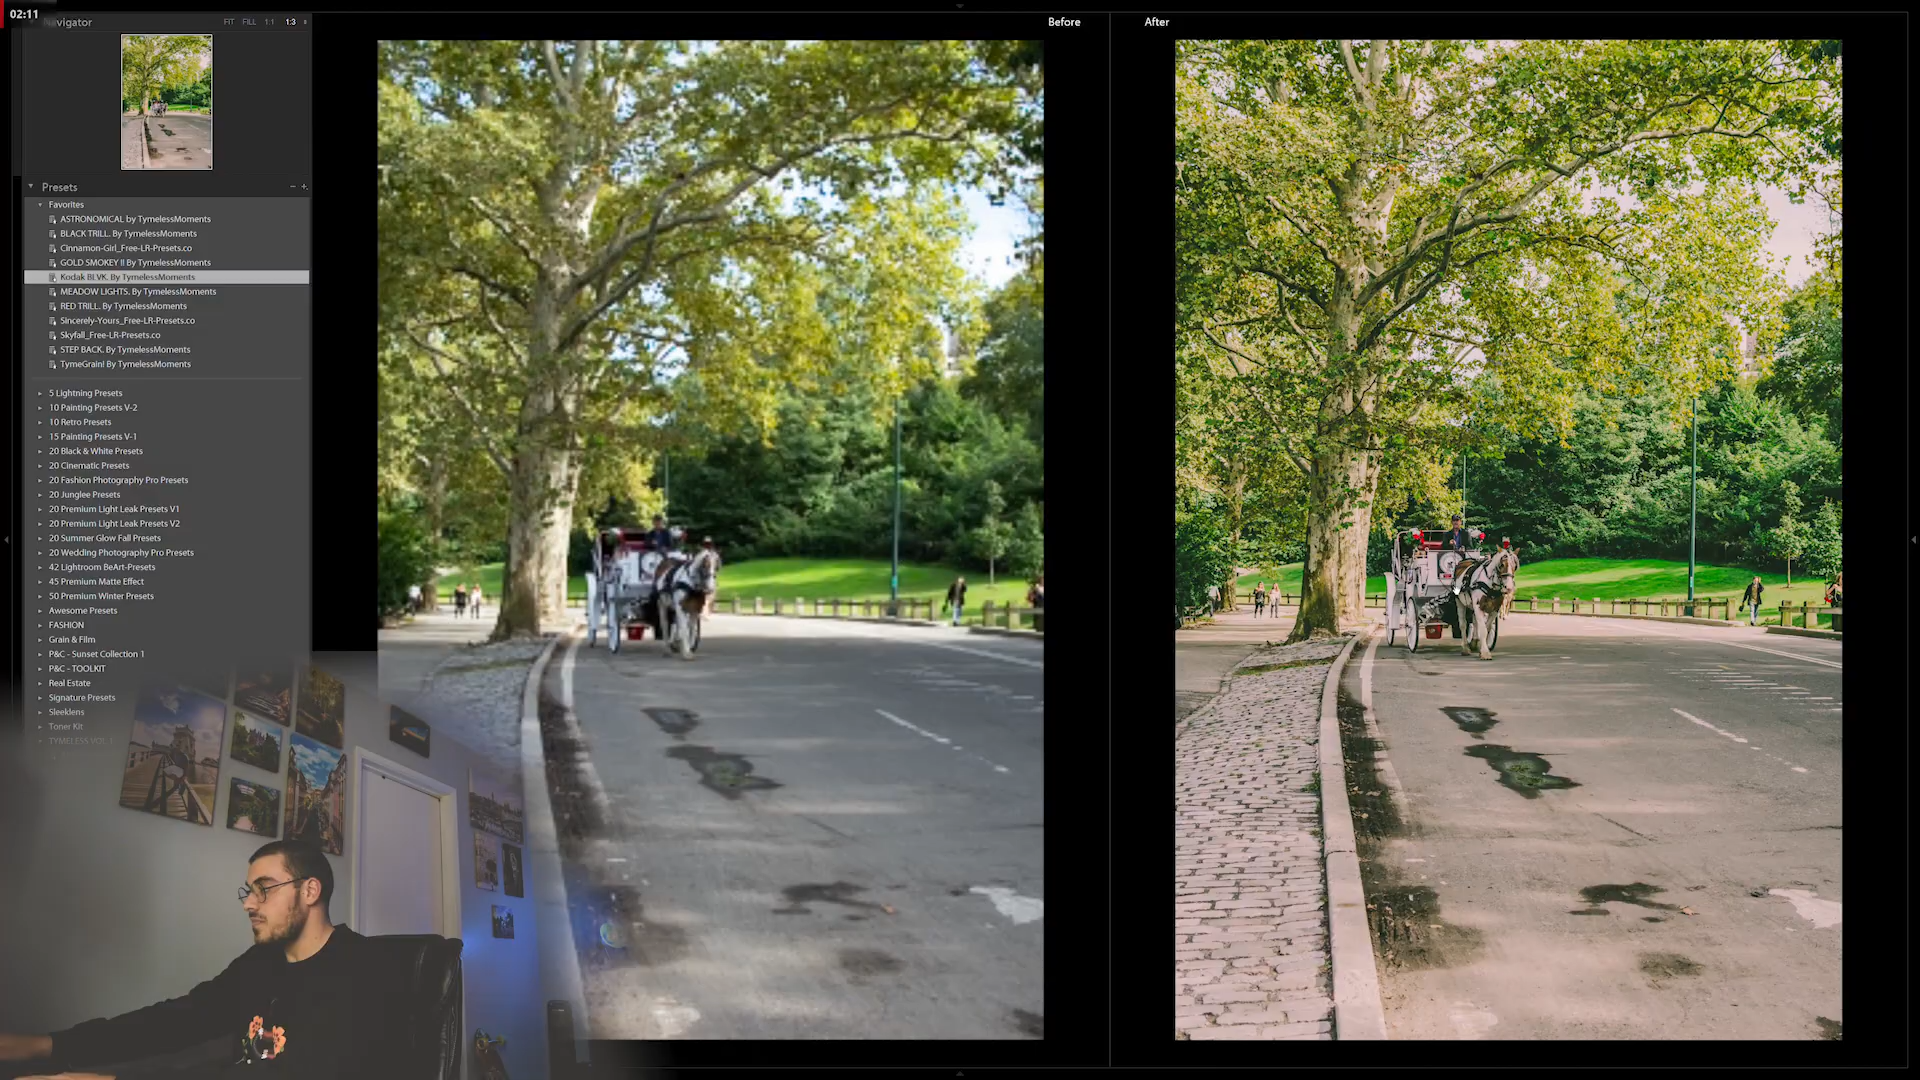 02:11
Navigator
FIT FILL 1:1 1:3
Before
After
Presets
Favorites
ASTRONOMICAL by TymelessMoments
BLACK TRILL. By TymelessMoments
Cinnamon-Girl_Free-LR-Presets.co
GOLD SMOKEY !! By TymelessMoments
Kodak BLVK. By TymelessMoments
MEADOW LIGHTS. By TymelessMoments
RED TRILL. By TymelessMoments
Sincerely-Yours_Free-LR-Presets.co
Skyfall_Free-LR-Presets.co
STEP BACK. By TymelessMoments
TymeGrain! By TymelessMoments
5 Lightning Presets
10 Painting Presets V-2
10 Retro Presets
15 Painting Presets V-1
20 Black & White Presets
20 Cinematic Presets
20 Fashion Photography Pro Presets
20 Junglee Presets
20 Premium Light Leak Presets V1
20 Premium Light Leak Presets V2
20 Summer Glow Fall Presets
20 Wedding Photography Pro Presets
42 Lightroom BeArt-Presets
45 Premium Matte Effect
50 Premium Winter Presets
Awesome Presets
FASHION
Grain & Film
P&C - Sunset Collection 1
P&C - TOOLKIT
Real Estate
Signature Presets
Sleeklens
Toner Kit
TYMELESS VOL. 1